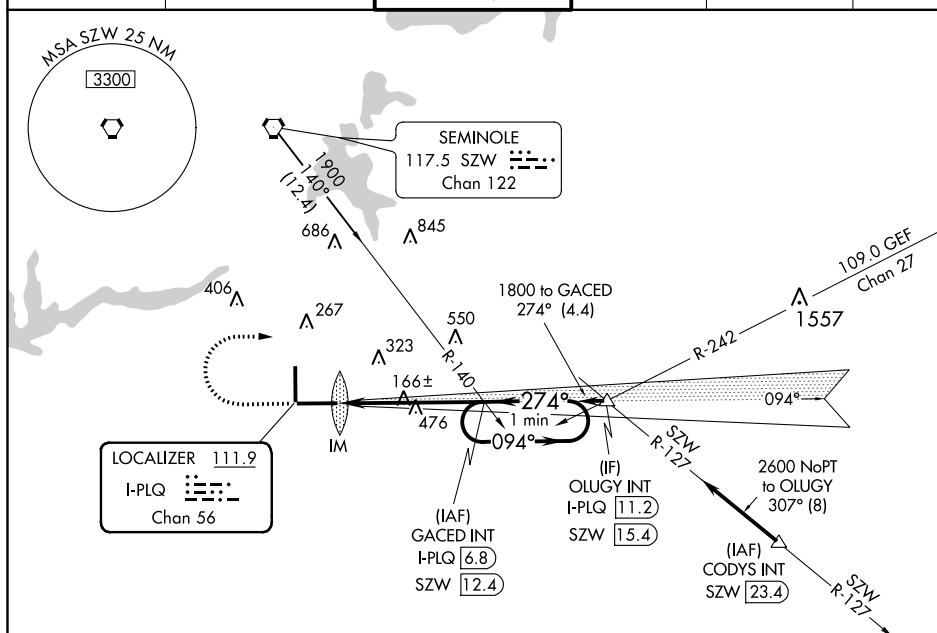 MSA SZW 25 NM
3300
SEMINOLE
117.5 SZW
Chan 122
1900
140°
(12.4)
686
845
109.0 GEF
Chan 27
1800 to GACED
274° (4.4)
1557
406
267
550
323
R-140
R-242
166±
476
274°
1 min
094°
094°
IM
LOCALIZER 111.9
I-PLQ
Chan 56
(IAF)
GACED INT
I-PLQ 6.8
SZW 12.4
(IF)
OLUGY INT
I-PLQ 11.2
SZW 15.4
SZW
R-127
2600 NoPT
to OLUGY
307° (8)
(IAF)
CODYS INT
SZW 23.4
SZW
R-127